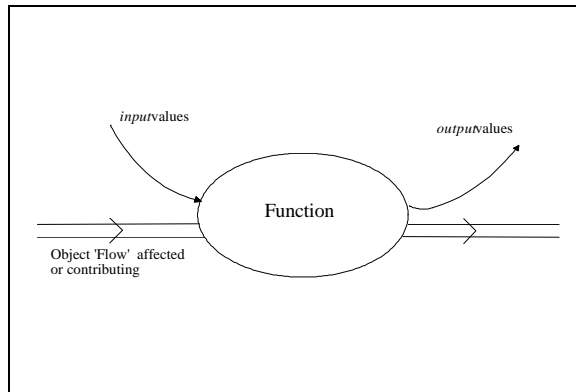 inputvalues
outputvalues
Function
Object 'Flow' affected
or contributing